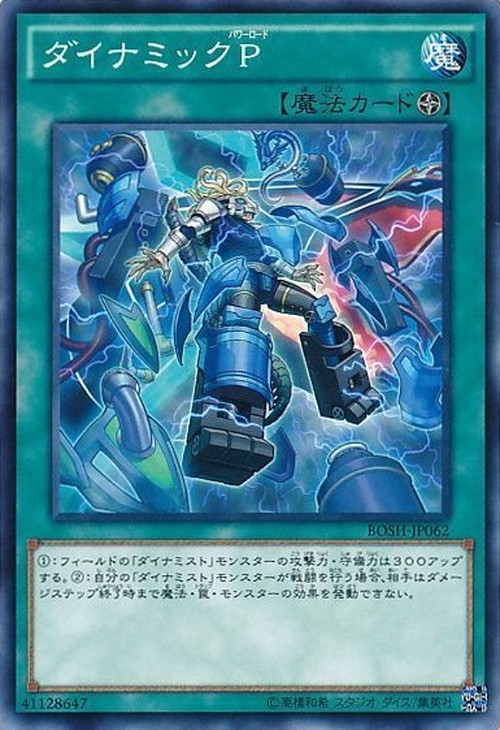 パワーロード
ダイナミックP
魔
【魔法カード】
BOSH-JP062
①:フィールドの「ダイナミスト」モンスターの攻撃力・守備力は３００アップ
する。②:自分の「ダイナミスト」モンスターが戦闘を行う場合、相手はダメー
ジステップ終了時まで魔法・罠・モンスターの効果を発動できない。
41128647
©高橋和希 スタジオ・ダイス/集英社